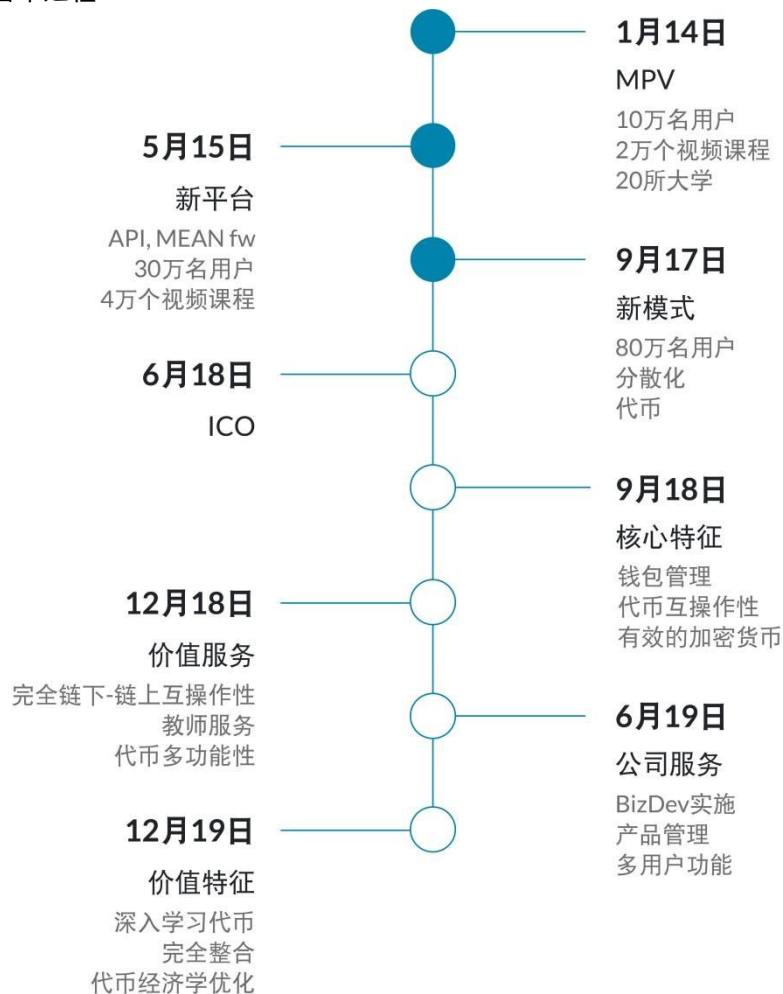 1月14日
MPV
10万名用户
2万个视频课程
20所大学
5月15日
新平台
API, MEAN fw
30万名用户
4万个视频课程
9月17日
新模式
80万名用户
分散化
代币
6月18日
ICO
9月18日
核心特征
钱包管理
代币互操作性
有效的加密货币
12月18日
价值服务
完全链下-链上互操作性
教师服务
代币多功能性
6月19日
公司服务
BizDev实施
产品管理
多用户功能
12月19日
价值特征
深入学习代币
完全整合
代币经济学优化